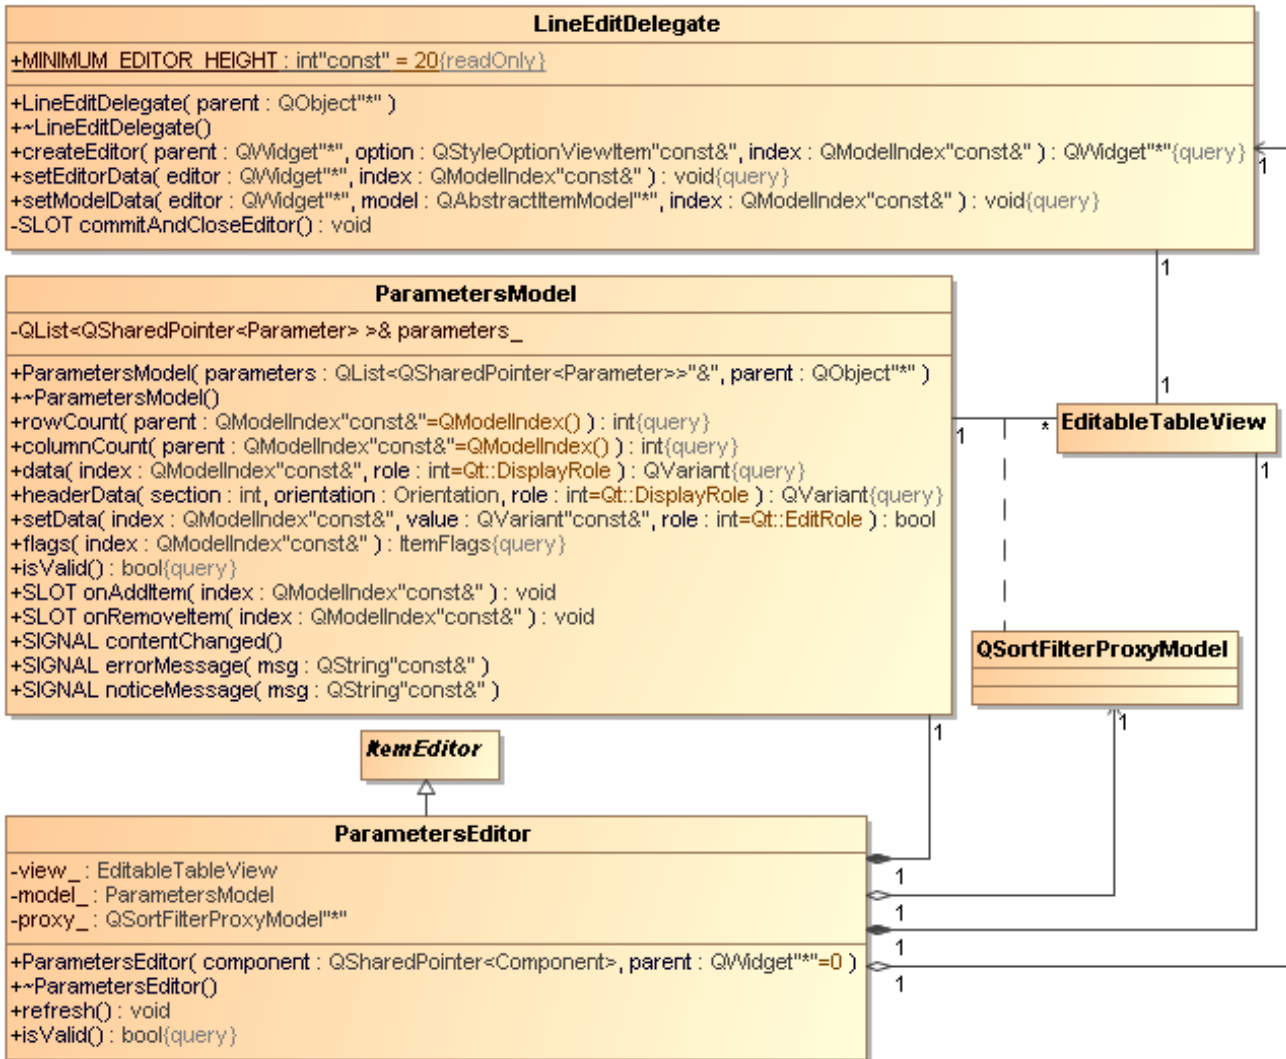 LineEditDelegate
+MINIMUM_EDITOR_HEIGHT : int"const" = 20{readOnly}
+LineEditDelegate( parent : QObject"*" )
+~LineEditDelegate()
+createEditor( parent : QWidget"*", option : QStyleOptionViewItem"const&", index : QModelIndex"const&" ) : QWidget"*"{query}
+setEditorData( editor : QWidget"*", index : QModelIndex"const&" ) : void{query}
+setModelData( editor : QWidget"*", model : QAbstractItemModel"*", index : QModelIndex"const&" ) : void{query}
-SLOT commitAndCloseEditor() : void
1
1
ParametersModel
-QList<QSharedPointer<Parameter> >& parameters_
+ParametersModel( parameters : QList<QSharedPointer<Parameter>>"&", parent : QObject"*" )
+~ParametersModel()
+rowCount( parent : QModelIndex"const&"=QModelIndex() ) : int{query}
+columnCount( parent : QModelIndex"const&"=QModelIndex() ) : int{query}
+data( index : QModelIndex"const&", role : int=Qt::DisplayRole ) : QVariant{query}
+headerData( section : int, orientation : Orientation, role : int=Qt::DisplayRole ) : QVariant{query}
+setData( index : QModelIndex"const&", value : QVariant"const&", role : int=Qt::EditRole ) : bool
+flags( index : QModelIndex"const&" ) : ItemFlags{query}
+isValid() : bool{query}
+SLOT onAddItem( index : QModelIndex"const&" ) : void
+SLOT onRemoveItem( index : QModelIndex"const&" ) : void
+SIGNAL contentChanged()
+SIGNAL errorMessage( msg : QString"const&" )
+SIGNAL noticeMessage( msg : QString"const&" )
1
1 *
EditableTableView
1
QSortFilterProxyModel
1
1
ItemEditor
ParametersEditor
-view_ : EditableTableView
-model_ : ParametersModel
-proxy_ : QSortFilterProxyModel"*"
+ParametersEditor( component : QSharedPointer<Component>, parent : QWidget"*"=0 )
+~ParametersEditor()
+refresh() : void
+isValid() : bool{query}
1
1
1
1